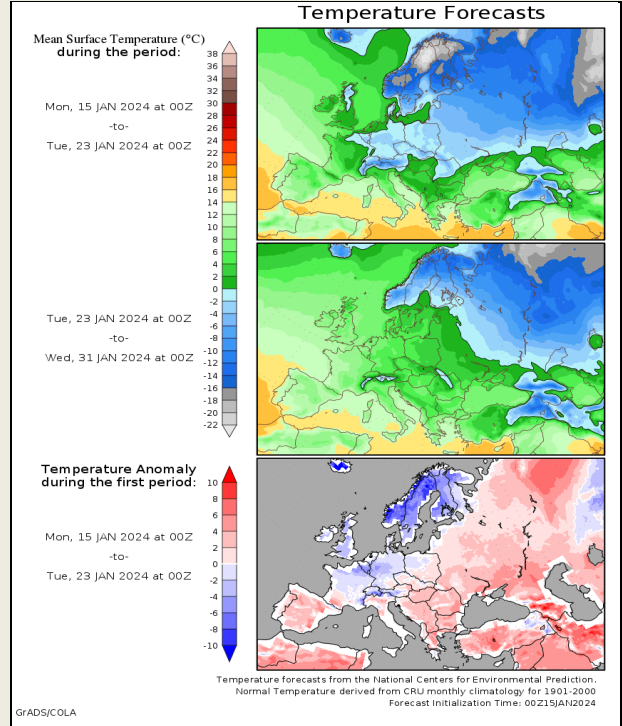 Temperature Forecasts
Mean Surface Temperature (°C)
during the period:
Mon, 15 JAN 2024 at 00Z
-to-
Tue, 23 JAN 2024 at 00Z
38
36
34
32
30
28
26
24
22
20
18
16
14
12
10
8
6
4
2
0
-2
-4
-6
-8
-10
-12
-14
-16
-18
-20
-22
Tue, 23 JAN 2024 at 00Z
-to-
Wed, 31 JAN 2024 at 00Z
Temperature Anomaly
during the first period:
Mon, 15 JAN 2024 at 00Z
-to-
Tue, 23 JAN 2024 at 00Z
10
8
6
4
2
0
-2
-4
-6
-8
-10
Temperature forecasts from the National Centers for Environmental Prediction.
Normal Temperature derived from CRU monthly climatology for 1901-2000
Forecast Initialization Time: 00Z15JAN2024
GrADS/COLA